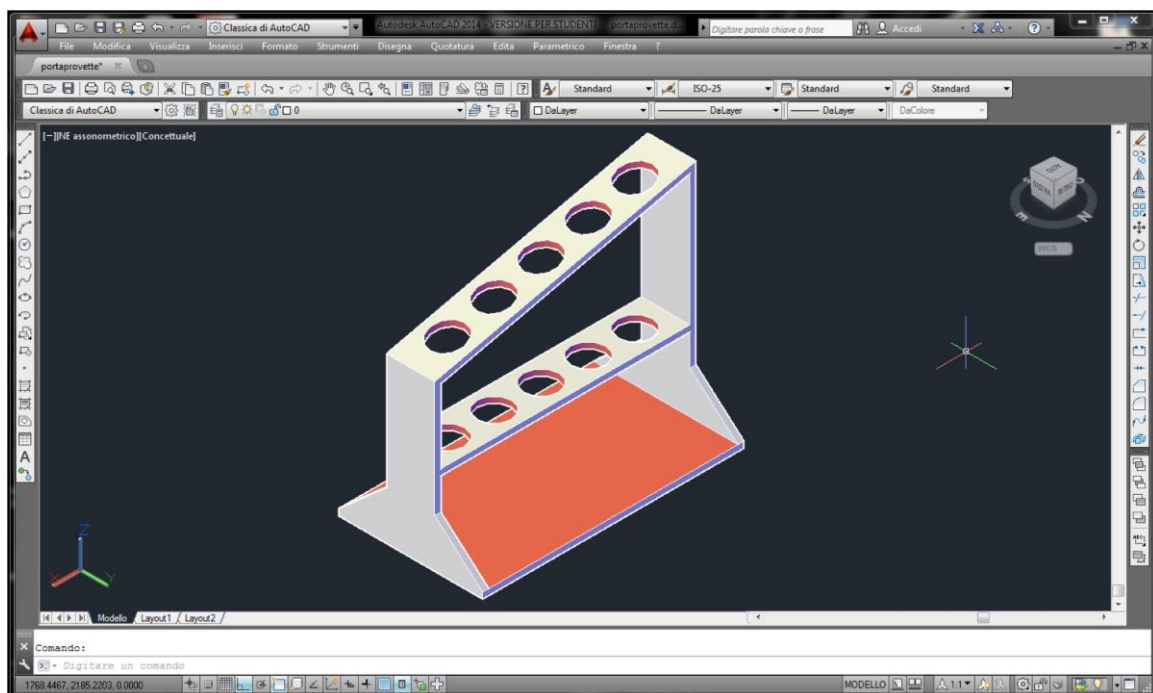 Classica di AutoCAD
Autodesk AutoCAD 2014 - VERSIONE PER STUDENTI portaprovette.d
Digitare parola chiave o frase
Accedi
File Modifica Visualizza Inserisci Formato Strumenti Disegna Quotatura Edita Parametrico Finestra ?
portaprovette*
Standard ISO-25 Standard Standard
Classica di AutoCAD 0 DaLayer DaLayer DaLayer DaColore
[−][NE assonometrico][Concettuale]
E N
WCS
Z
X Y
Modello Layout1 Layout2
Comando:
Digitare un comando
1768.4467, 2185.2203, 0.0000 MODELLO 1:1